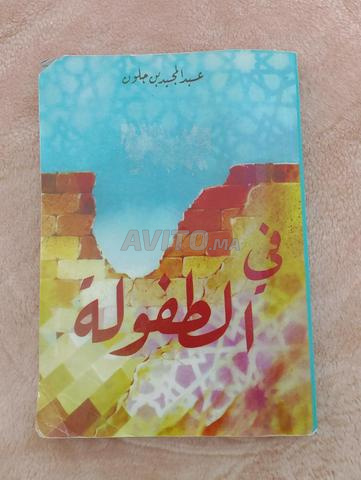 عبد المجيد بن جلون
AVITO.MA
في
الطفولة